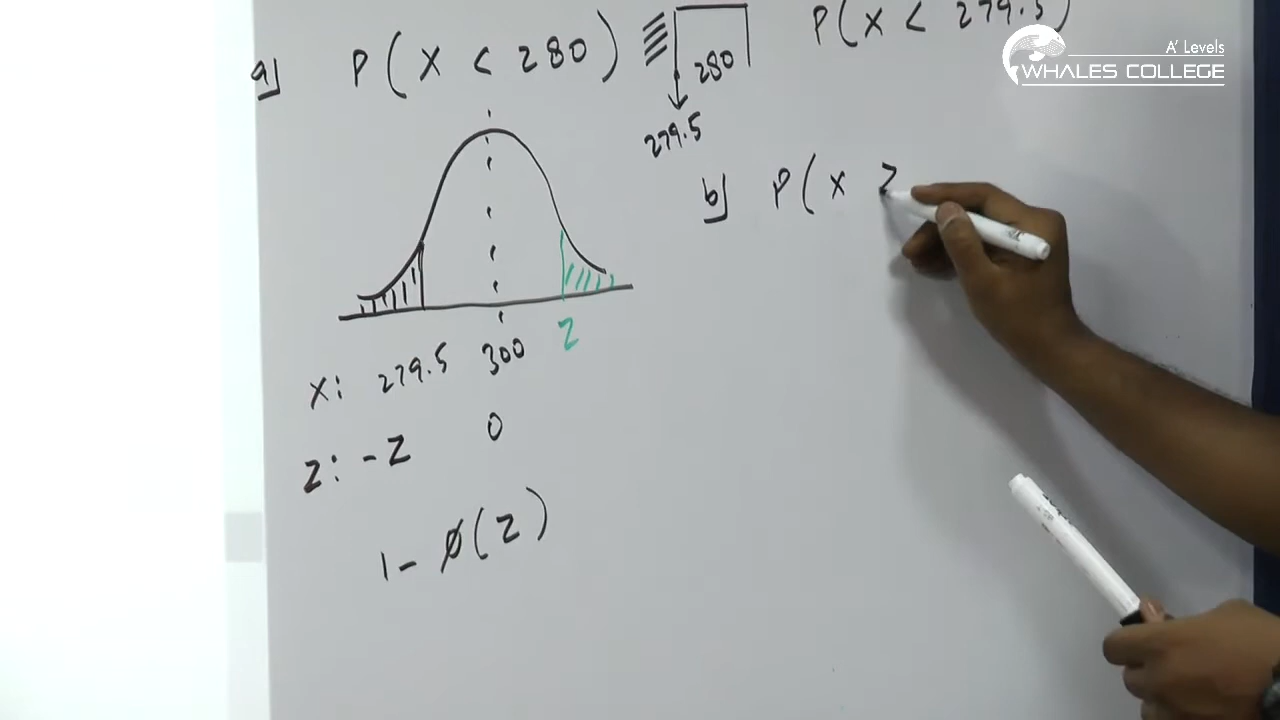 a) P(X < 280)
280
279.5
P(X < 279.5)
A' Levels
WHALES COLLEGE
b) P(X >
Z
X: 279.5 300
Z: -Z 0
1- Ø(Z)